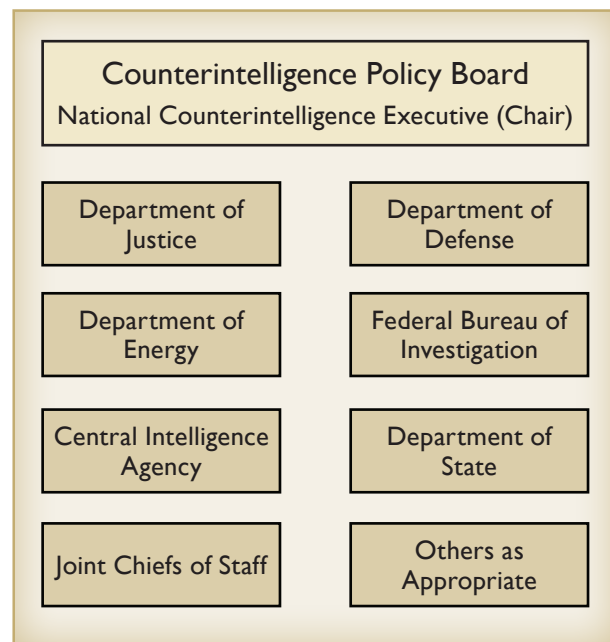 Counterintelligence Policy Board
National Counterintelligence Executive (Chair)
Department of
Justice
Department of
Defense
Department of
Energy
Federal Bureau of
Investigation
Central Intelligence
Agency
Department of
State
Joint Chiefs of Staff
Others as
Appropriate